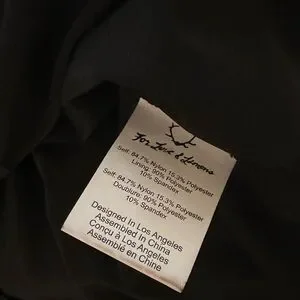 For Love & Lemons
Self: 84.7% Nylon 15.3% Polyester
Lining: 90% Polyester
10% Spandex
Self: 84.7% Nylon 15.3% Polyester
Doublure: 90% Polyester
10% Spandex
Designed In Los Angeles
Assembled In China
Conçu à Los Angeles
Assemblé en Chine